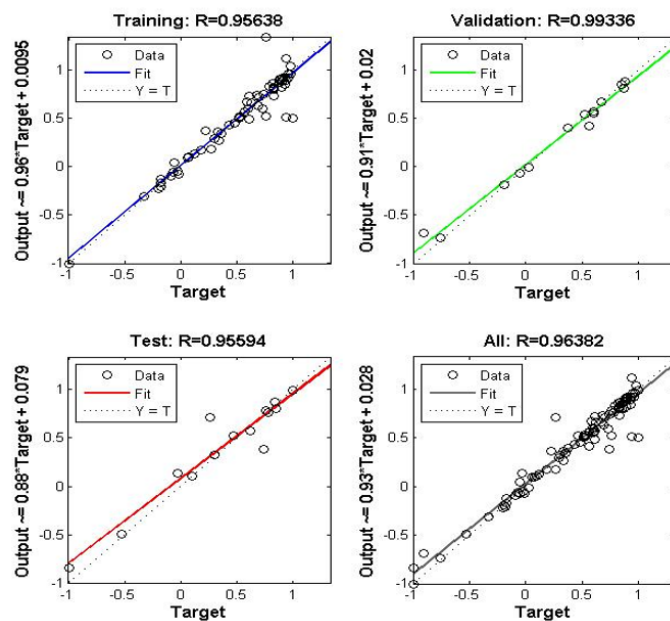 Training: R=0.95638
Output ~= 0.96*Target + 0.0095
Data
Fit
Y = T
1
0.5
0
-0.5
-1
-1 -0.5 0 0.5 1
Target
Validation: R=0.99336
Output ~= 0.91*Target + 0.02
Data
Fit
Y = T
1
0.5
0
-0.5
-1
-1 -0.5 0 0.5 1
Target
Test: R=0.95594
Output ~= 0.88*Target + 0.079
Data
Fit
Y = T
1
0.5
0
-0.5
-1
-1 -0.5 0 0.5 1
Target
All: R=0.96382
Output ~= 0.93*Target + 0.028
Data
Fit
Y = T
1
0.5
0
-0.5
-1
-1 -0.5 0 0.5 1
Target